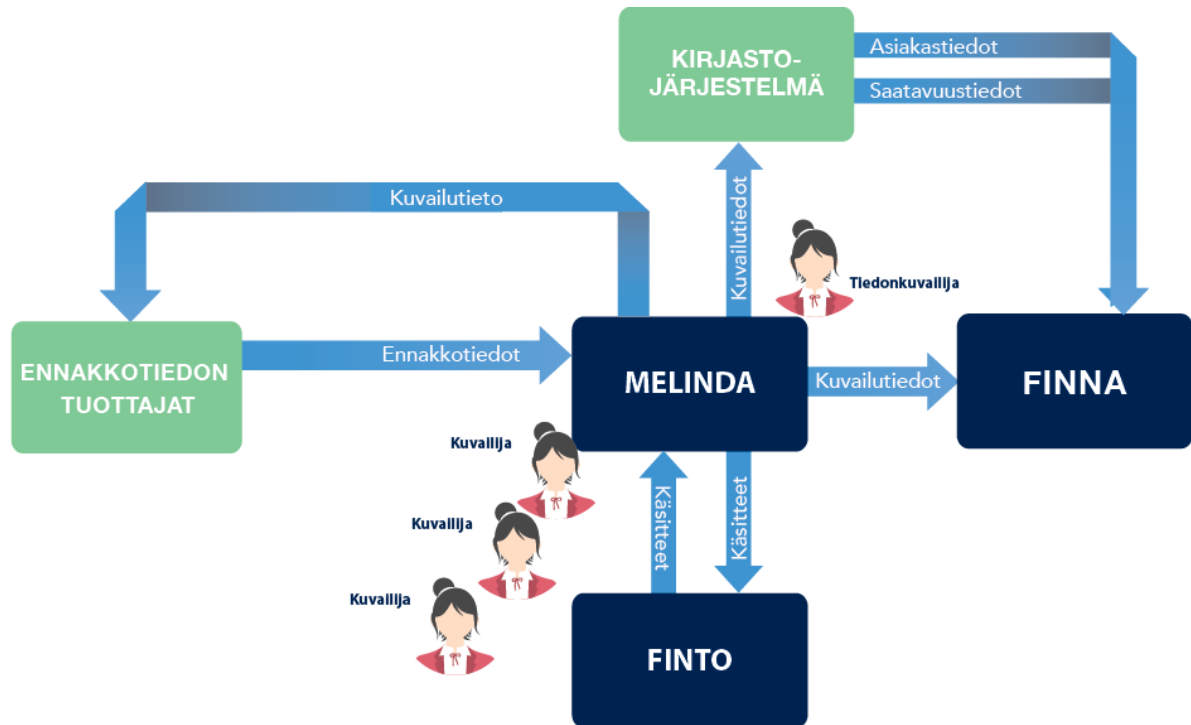 KIRJASTO-
JÄRJESTELMÄ
Asiakastiedot
Saatavuustiedot
Kuvailutieto
Kuvailutiedot
Tiedonkuvailija
ENNAKKOTIEDON
TUOTTAJAT
Ennakkotiedot
MELINDA
Kuvailutiedot
FINNA
Kuvailija
Kuvailija
Kuvailija
Käsitteet
Käsitteet
FINTO